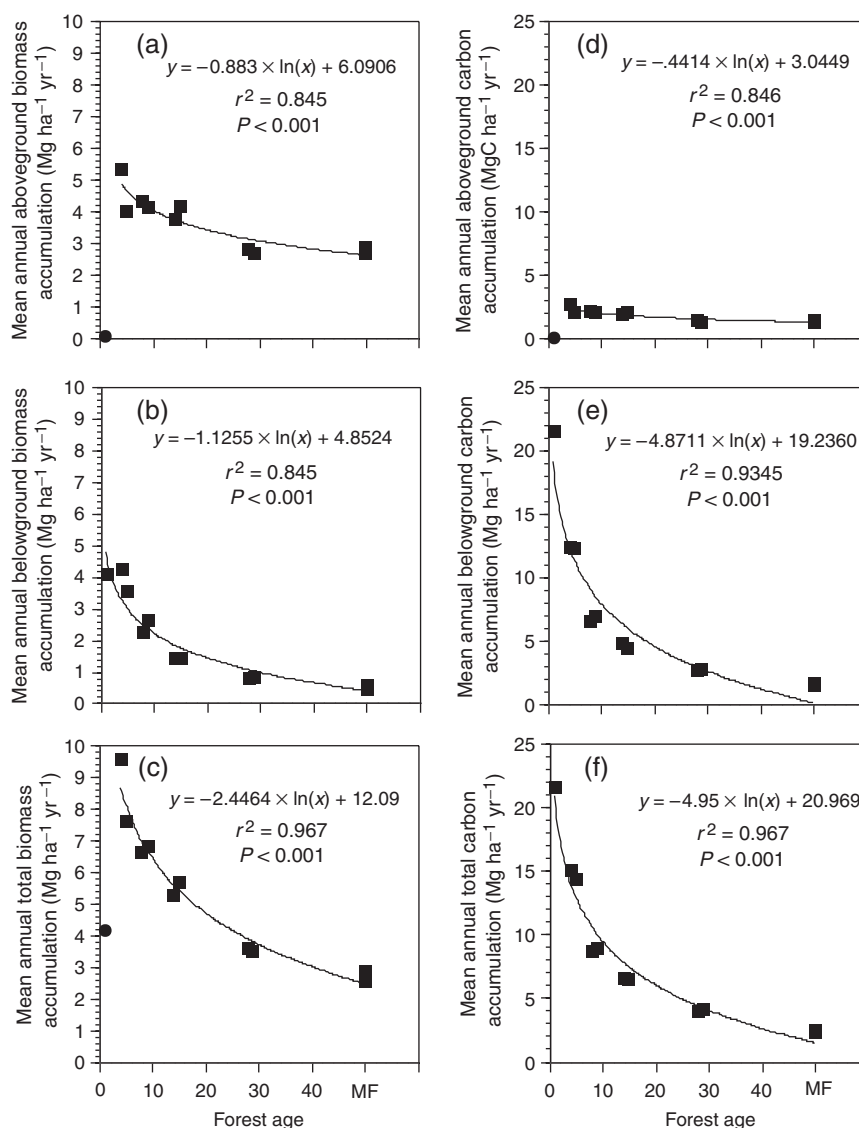 (a)
y = −0.883 × ln(x) + 6.0906
r² = 0.845
P < 0.001
Mean annual aboveground biomass
accumulation (Mg ha⁻¹ yr⁻¹)
10
9
8
7
6
5
4
3
2
1
0
(d)
y = −.4414 × ln(x) + 3.0449
r² = 0.846
P < 0.001
Mean annual aboveground carbon
accumulation (MgC ha⁻¹ yr⁻¹)
25
20
15
10
5
0
(b)
y = −1.1255 × ln(x) + 4.8524
r² = 0.845
P < 0.001
Mean annual belowground biomass
accumulation (Mg ha⁻¹ yr⁻¹)
10
9
8
7
6
5
4
3
2
1
0
(e)
y = −4.8711 × ln(x) + 19.2360
r² = 0.9345
P < 0.001
Mean annual belowground carbon
accumulation (Mg ha⁻¹ yr⁻¹)
25
20
15
10
5
0
(c)
y = −2.4464 × ln(x) + 12.09
r² = 0.967
P < 0.001
Mean annual total biomass
accumulation (Mg ha⁻¹ yr⁻¹)
10
9
8
7
6
5
4
3
2
1
0
0 10 20 30 40 MF
Forest age
(f)
y = −4.95 × ln(x) + 20.969
r² = 0.967
P < 0.001
Mean annual total carbon
accumulation (Mg ha⁻¹ yr⁻¹)
25
20
15
10
5
0
0 10 20 30 40 MF
Forest age